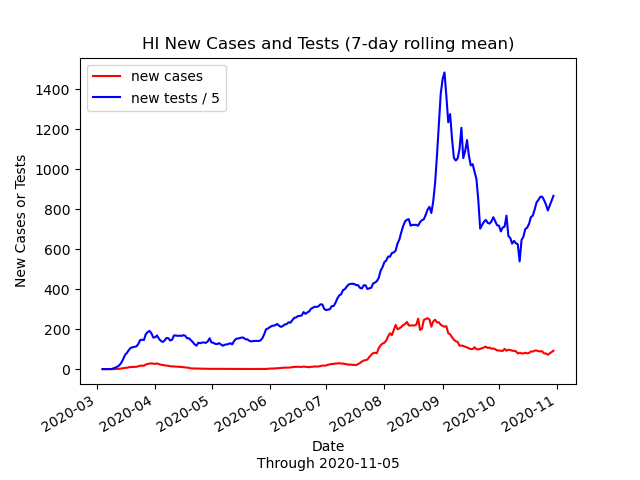 HI New Cases and Tests (7-day rolling mean)
new cases
new tests / 5
New Cases or Tests
1400
1200
1000
800
600
400
200
0
2020-03
2020-04
2020-05
2020-06
2020-07
2020-08
2020-09
2020-10
2020-11
Date
Through 2020-11-05